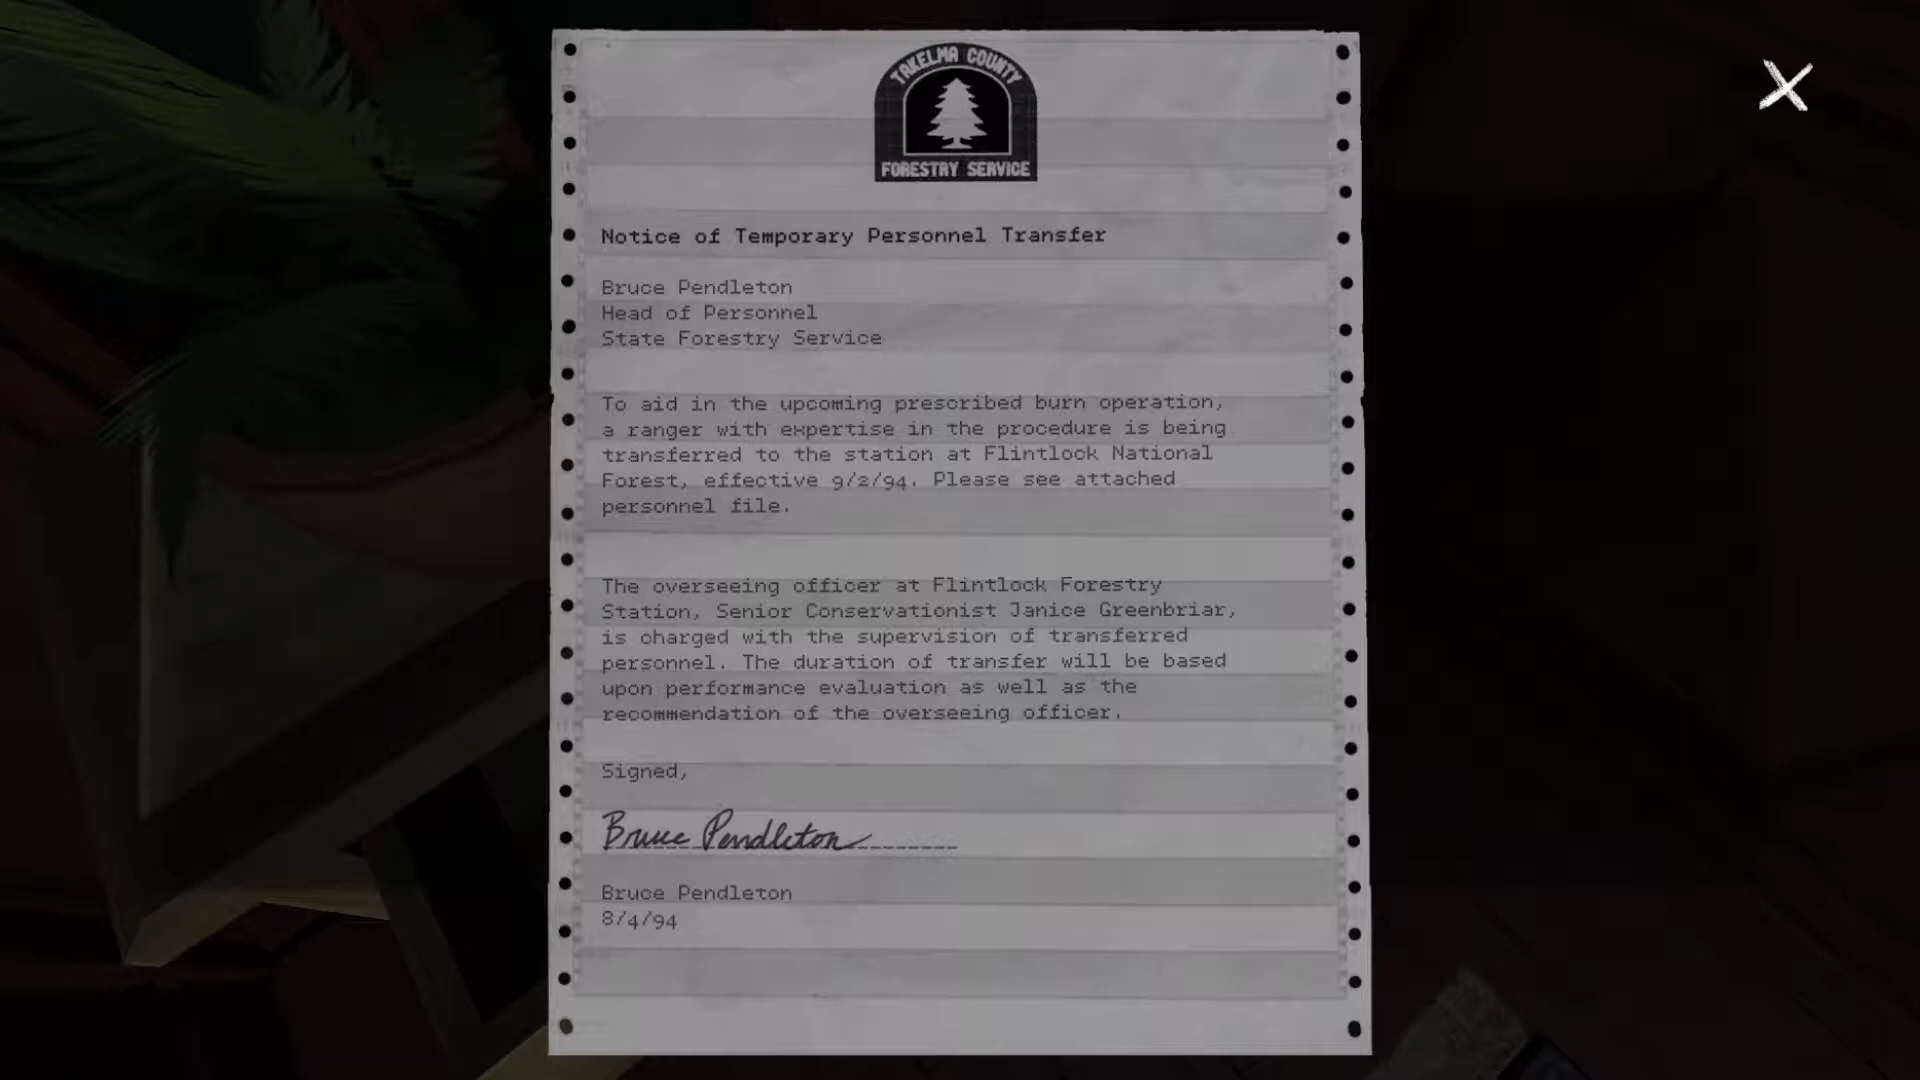 TAKELMA COUNTY
FORESTRY SERVICE
Notice of Temporary Personnel Transfer
Bruce Pendleton
Head of Personnel
State Forestry Service
To aid in the upcoming prescribed burn operation,
a ranger with expertise in the procedure is being
transferred to the station at Flintlock National
Forest, effective 9/2/94. Please see attached
personnel file.
The overseeing officer at Flintlock Forestry
Station, Senior Conservationist Janice Greenbriar,
is charged with the supervision of transferred
personnel. The duration of transfer will be based
upon performance evaluation as well as the
recommendation of the overseeing officer.
Signed,
Bruce Pendleton
Bruce Pendleton
8/4/94